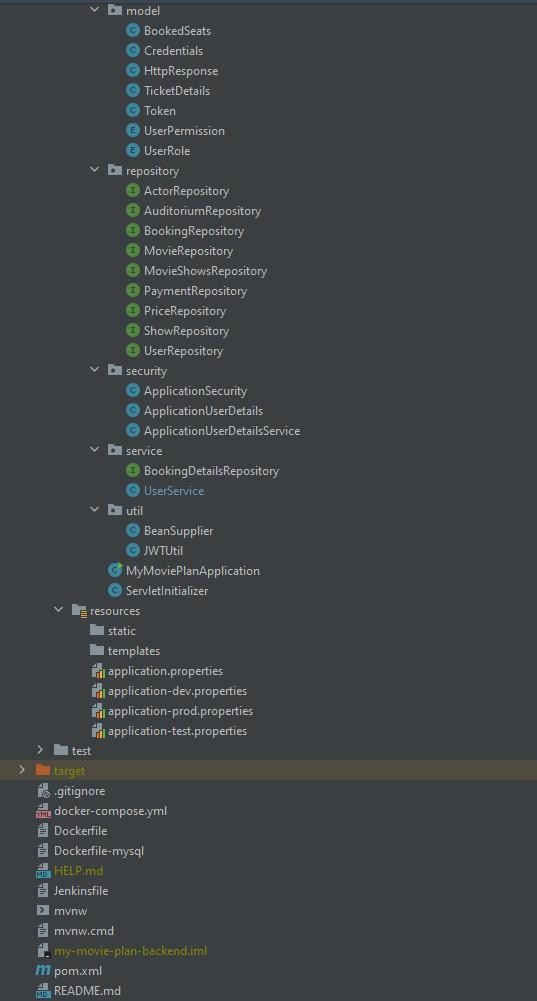 model
BookedSeats
Credentials
HttpResponse
TicketDetails
Token
UserPermission
UserRole
repository
ActorRepository
AuditoriumRepository
BookingRepository
MovieRepository
MovieShowsRepository
PaymentRepository
PriceRepository
ShowRepository
UserRepository
security
ApplicationSecurity
ApplicationUserDetails
ApplicationUserDetailsService
service
BookingDetailsRepository
UserService
util
BeanSupplier
JWTUtil
MyMoviePlanApplication
ServletInitializer
resources
static
templates
application.properties
application-dev.properties
application-prod.properties
application-test.properties
test
target
.gitignore
docker-compose.yml
Dockerfile
Dockerfile-mysql
HELP.md
Jenkinsfile
mvnw
mvnw.cmd
my-movie-plan-backend.iml
pom.xml
README.md